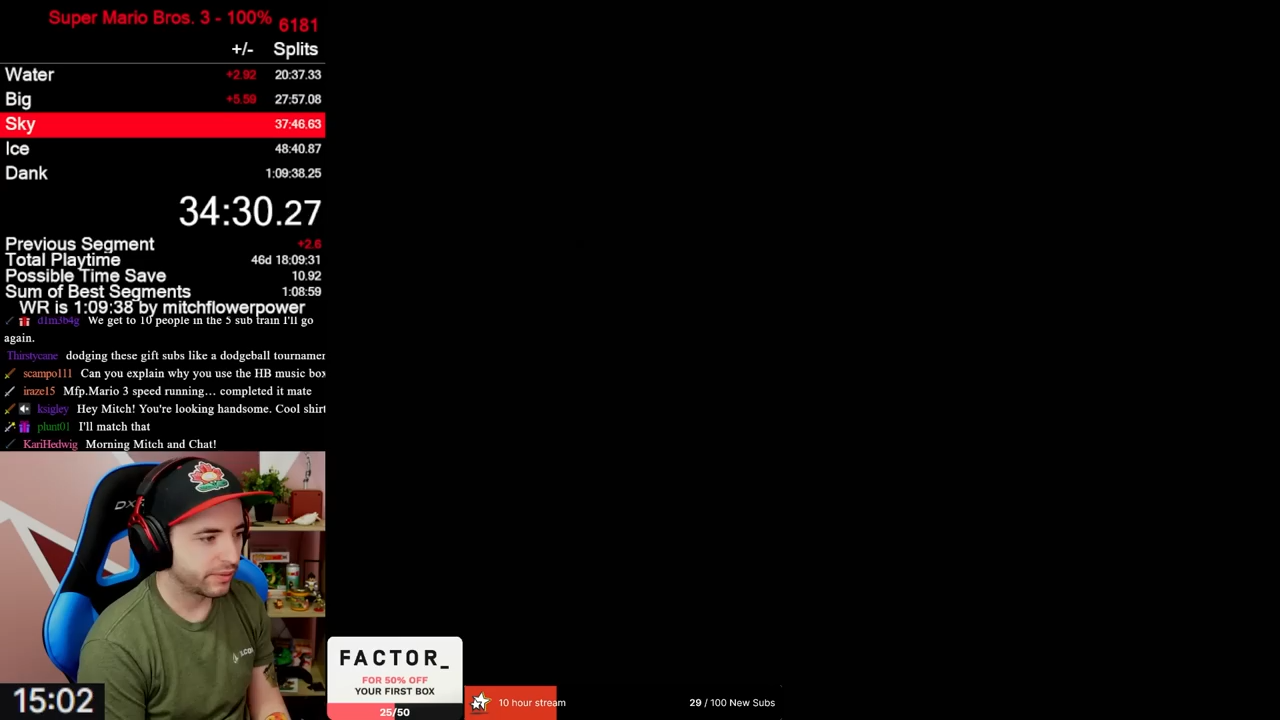 Super Mario Bros. 3 - 100% 6181
+/- Splits
Water +2.92 20:37.33
Big +5.50 27:57.08
Sky 37:46.63
Ice 48:40.87
Dank 1:09:38.25
34:30.27
Previous Segment +2.6
Total Playtime 46d 18:09:31
Possible Time Save 10.92
Sum of Best Segments 1:08:59
WR is 1:09:38 by mitchflowerpower
d1m3b4g We get to 10 people in the 5 sub train I'll go
again.
Thirstycane dodging these gift subs like a dodgeball tournamen
scampo111 Can you explain why you use the HB music box
iraze15 Mfp.Mario 3 speed running… completed it mate
ksigley Hey Mitch! You're looking handsome. Cool shirt
plunt01 I'll match that
KariHedwig Morning Mitch and Chat!
15:02
FACTOR_
FOR 50% OFF
YOUR FIRST BOX
25/50
10 hour stream 29 / 100 New Subs